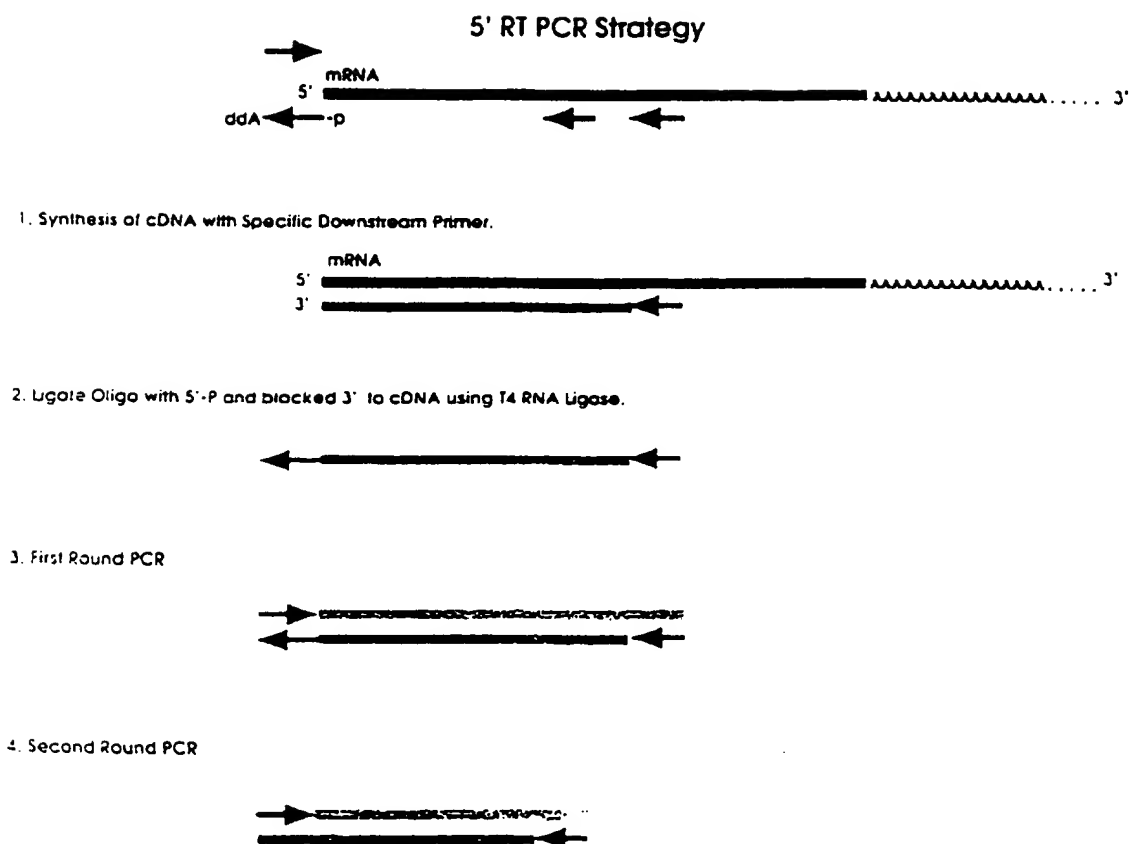 5' RT PCR Strategy
mRNA
5'
3'
ddA -p
1. Synthesis of cDNA with Specific Downstream Primer.
mRNA
5'
3'
3'
2. Ligate Oligo with 5'-P and blocked 3' to cDNA using T4 RNA Ligase.
3. First Round PCR
4. Second Round PCR